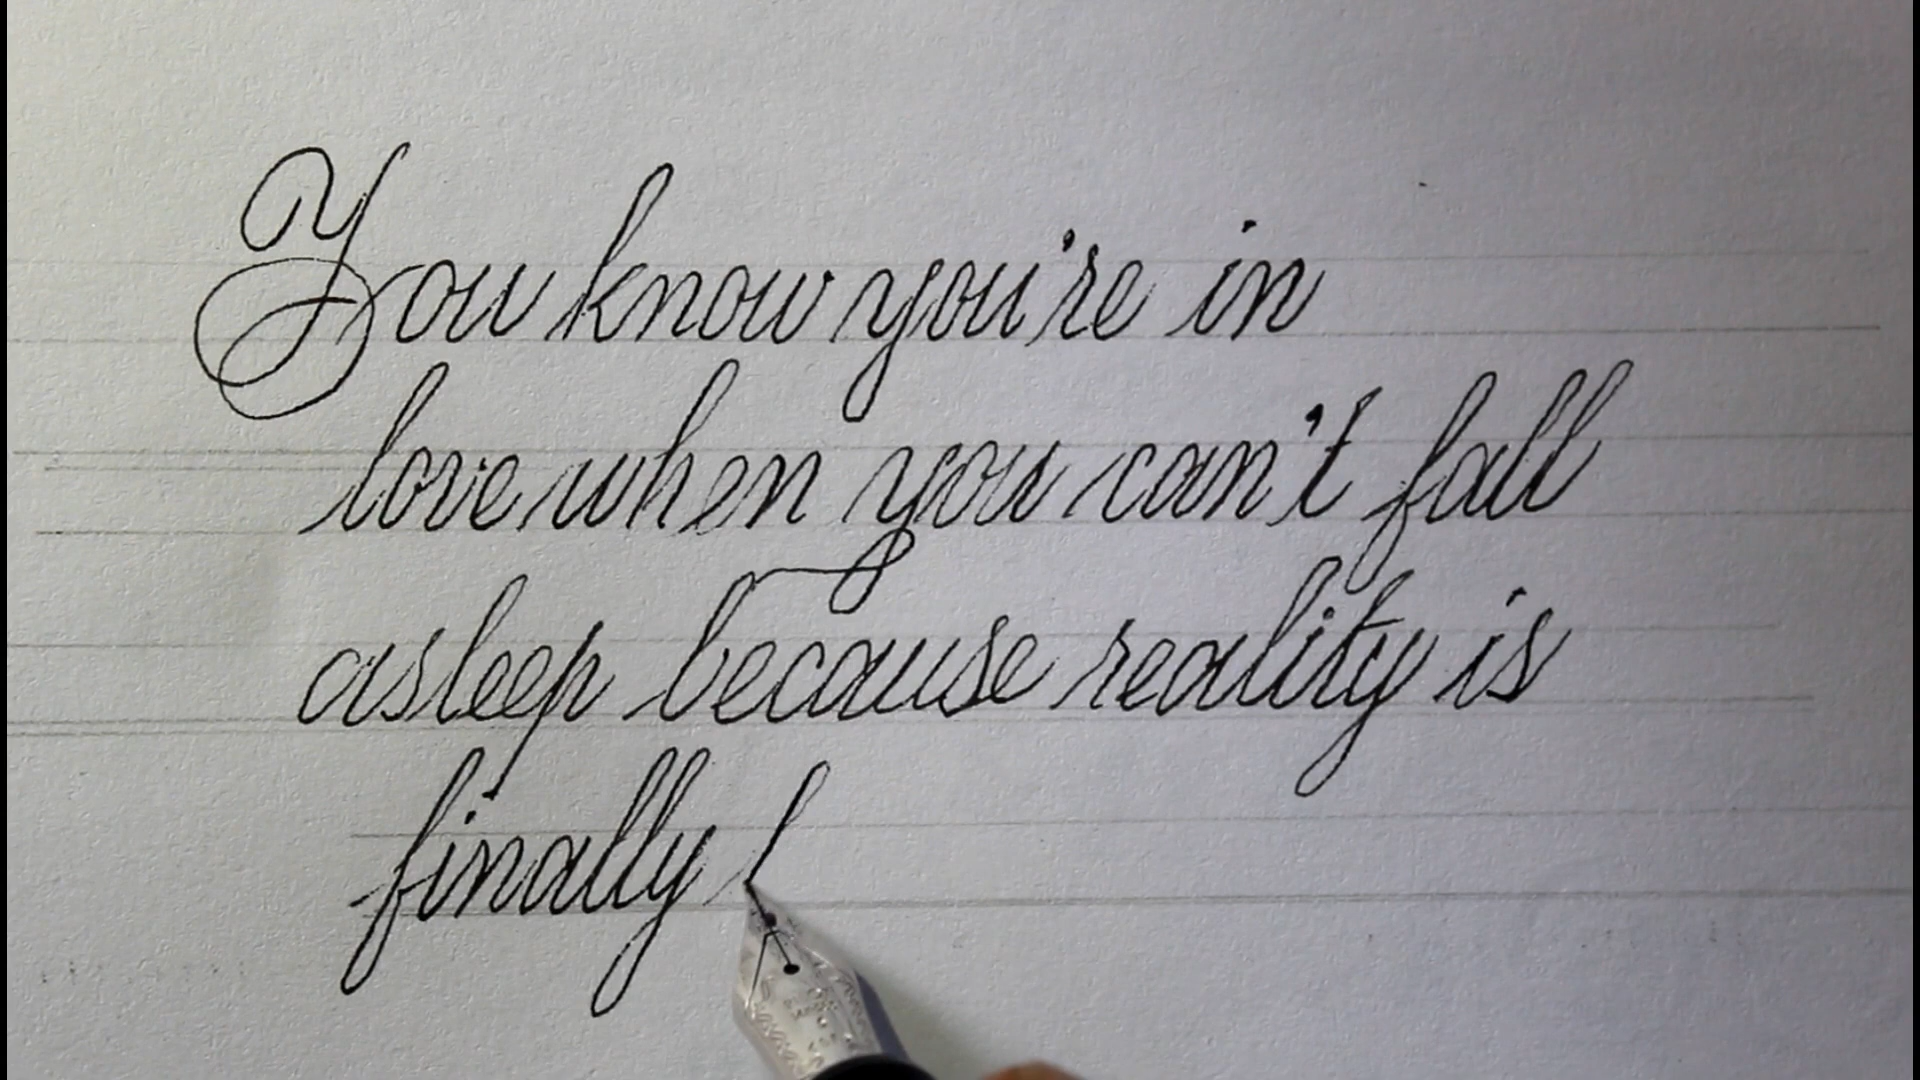 You know you're in
love when you can't fall
asleep because reality is
finally